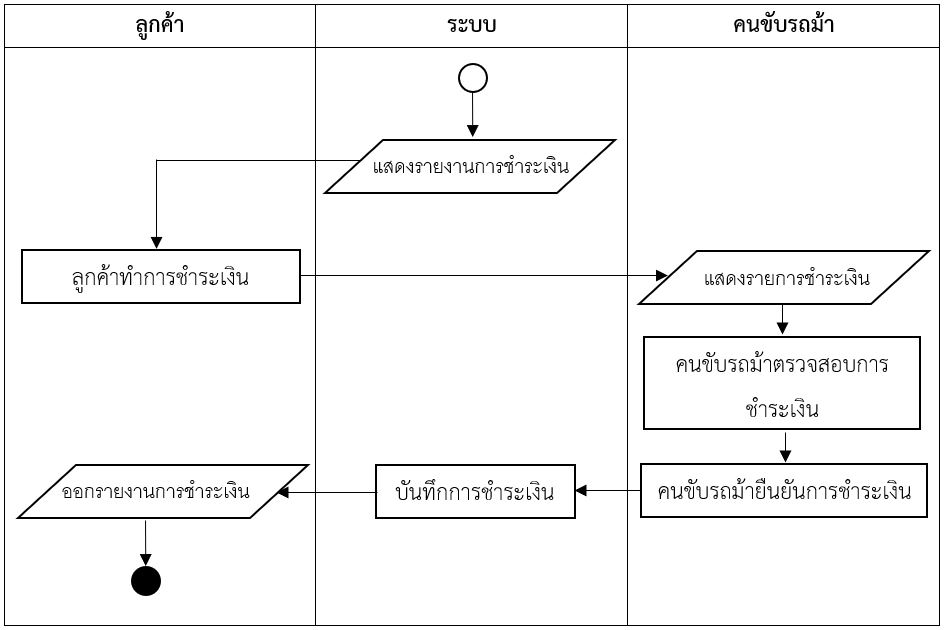 ลูกค้า
ระบบ
คนขับรถม้า
แสดงรายงานการชำระเงิน
ลูกค้าทำการชำระเงิน
แสดงรายการชำระเงิน
คนขับรถม้าตรวจสอบการ
ชำระเงิน
ออกรายงานการชำระเงิน
บันทึกการชำระเงิน
คนขับรถม้ายืนยันการชำระเงิน